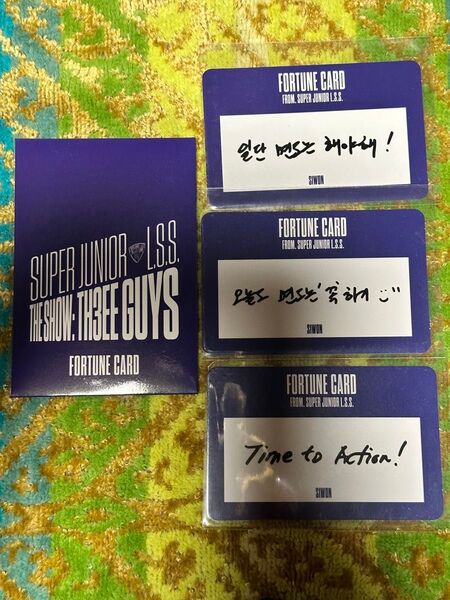 SUPER JUNIOR L.S.S.
THE SHOW: TH3EE GUYS
FORTUNE CARD
FORTUNE CARD
FROM. SUPER JUNIOR L.S.S.
일단 면도는 해야해!
SIWON
FORTUNE CARD
FROM. SUPER JUNIOR L.S.S.
오늘도 면도는 꼭 하기
SIWON
FORTUNE CARD
FROM. SUPER JUNIOR L.S.S.
Time to Action!
SIWON